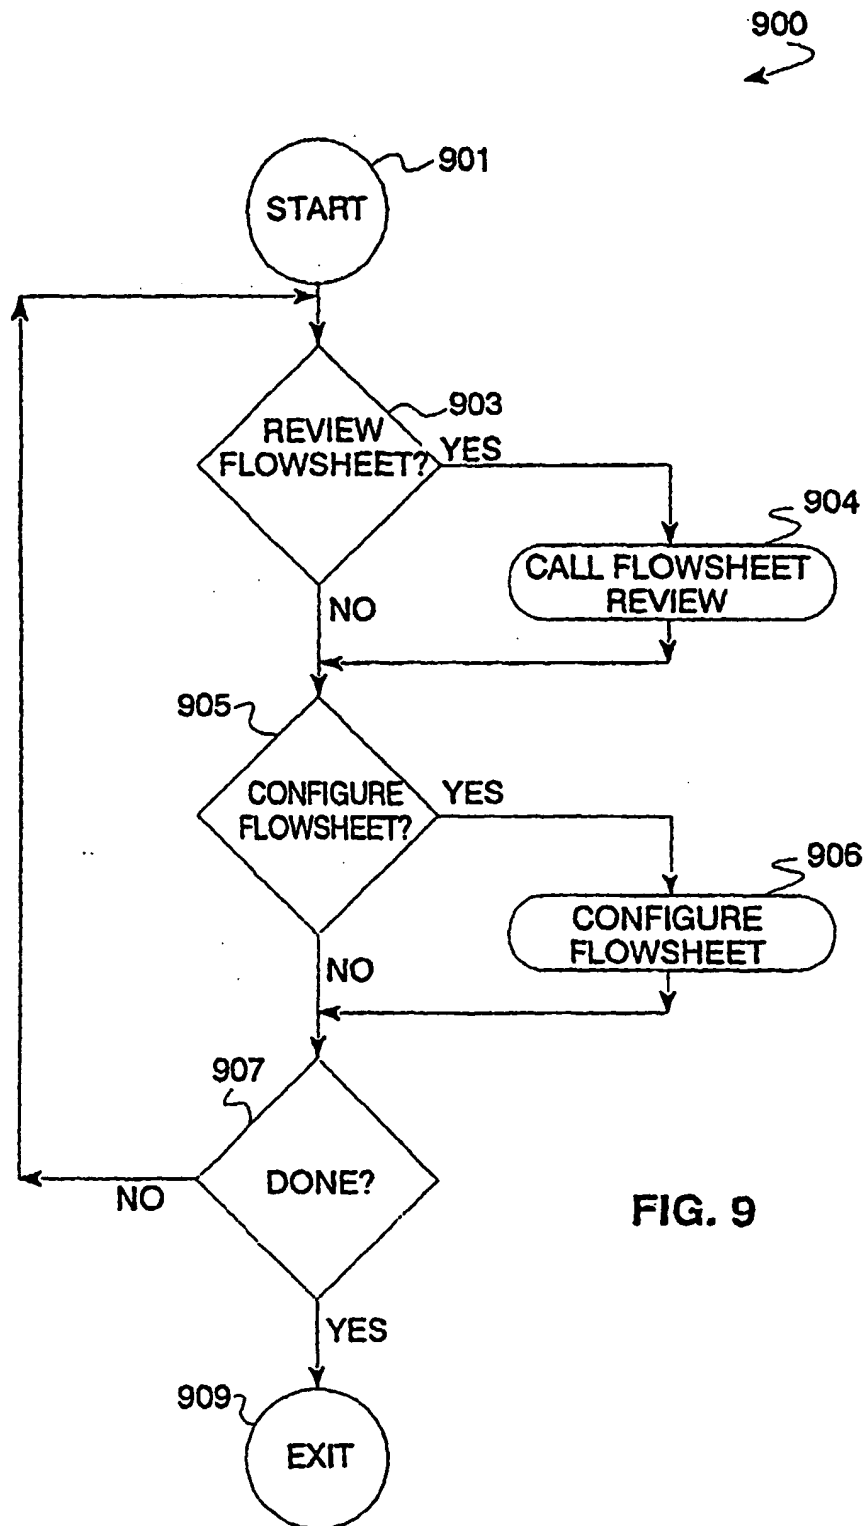 900
901
START
903
REVIEW
FLOWSHEET?
YES
904
CALL FLOWSHEET
REVIEW
NO
905
CONFIGURE
FLOWSHEET?
YES
906
CONFIGURE
FLOWSHEET
NO
907
DONE?
NO
FIG. 9
YES
909
EXIT